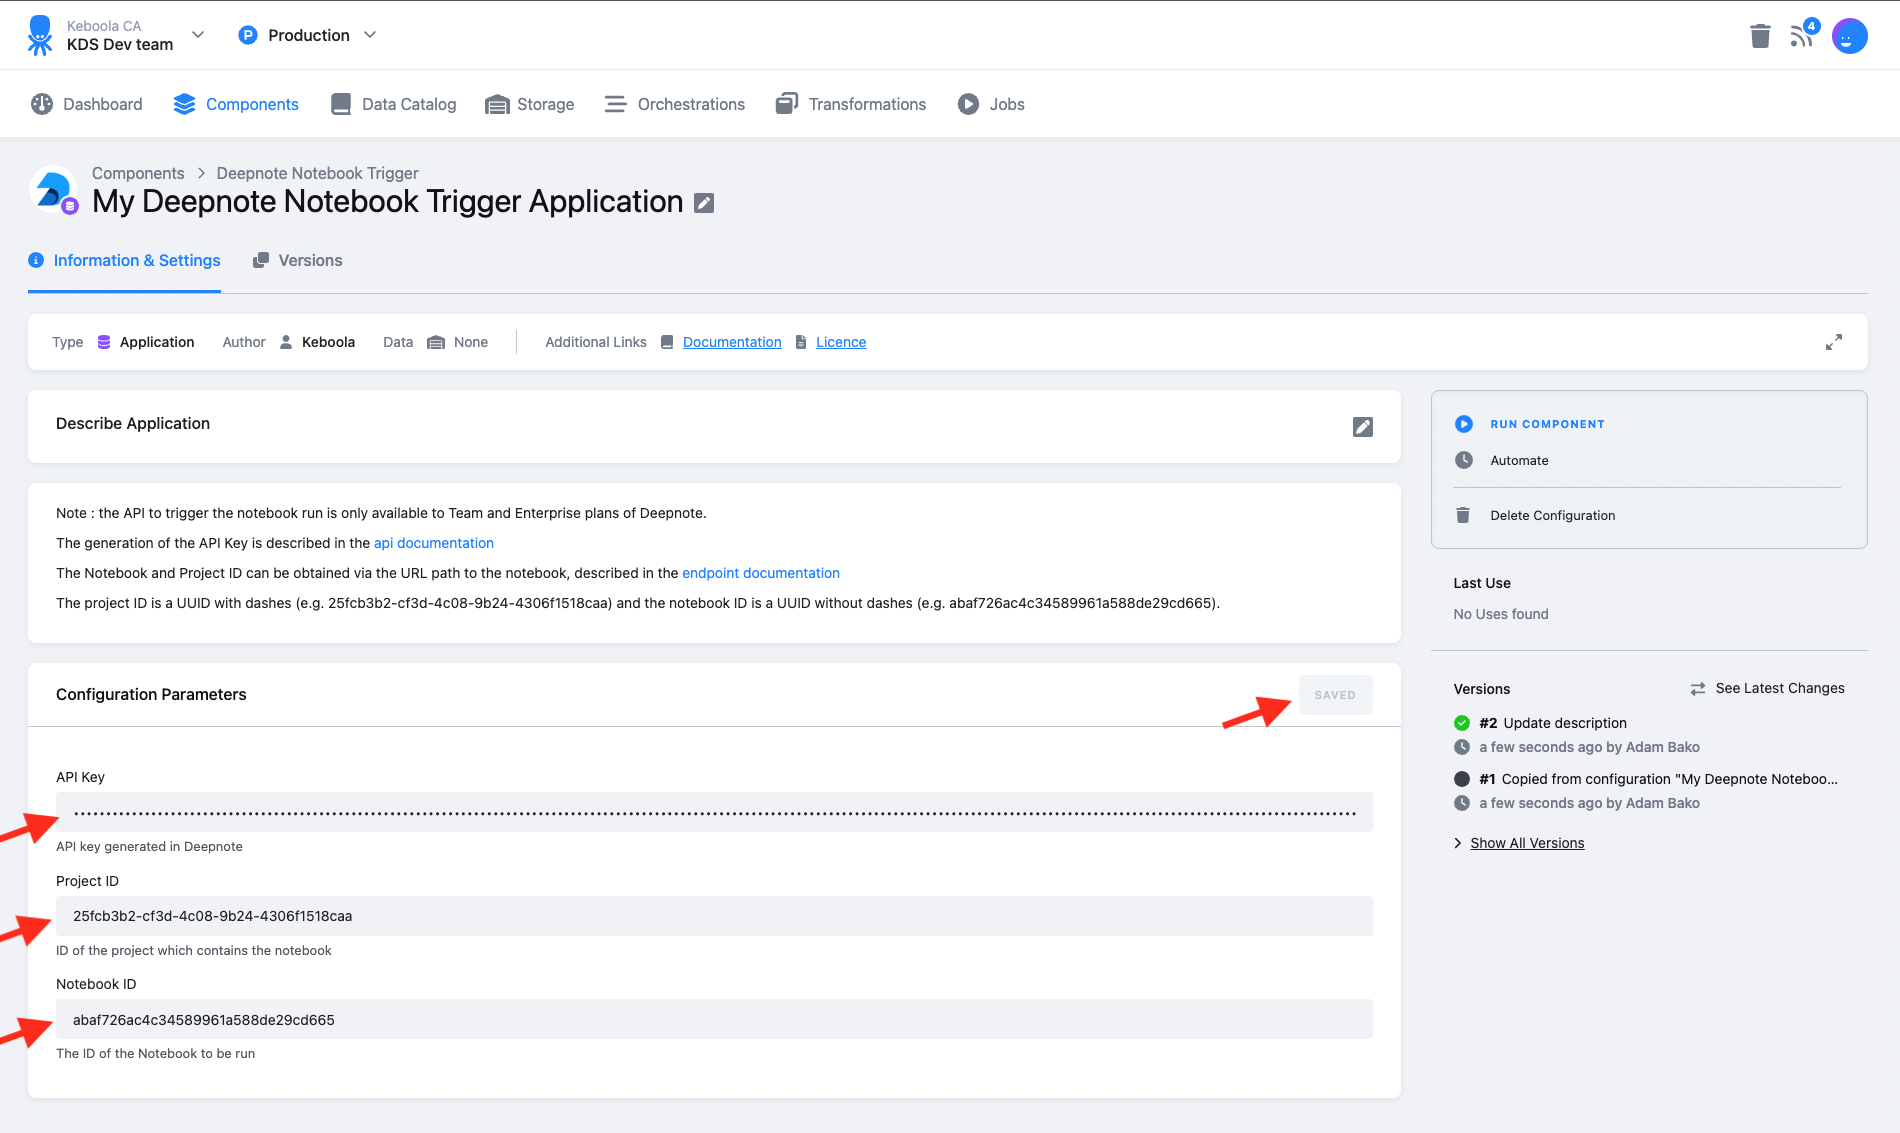 Keboola CA
KDS Dev team
P Production
4
Dashboard Components Data Catalog Storage Orchestrations Transformations Jobs
Components > Deepnote Notebook Trigger
My Deepnote Notebook Trigger Application
Information & Settings Versions
Type Application Author Keboola Data None Additional Links Documentation Licence
Describe Application
Note : the API to trigger the notebook run is only available to Team and Enterprise plans of Deepnote.
The generation of the API Key is described in the api documentation
The Notebook and Project ID can be obtained via the URL path to the notebook, described in the endpoint documentation
The project ID is a UUID with dashes (e.g. 25fcb3b2-cf3d-4c08-9b24-4306f1518caa) and the notebook ID is a UUID without dashes (e.g. abaf726ac4c34589961a588de29cd665).
Configuration Parameters
SAVED
API Key
API key generated in Deepnote
Project ID
25fcb3b2-cf3d-4c08-9b24-4306f1518caa
ID of the project which contains the notebook
Notebook ID
abaf726ac4c34589961a588de29cd665
The ID of the Notebook to be run
RUN COMPONENT
Automate
Delete Configuration
Last Use
No Uses found
Versions See Latest Changes
#2 Update description
a few seconds ago by Adam Bako
#1 Copied from configuration "My Deepnote Noteboo...
a few seconds ago by Adam Bako
Show All Versions